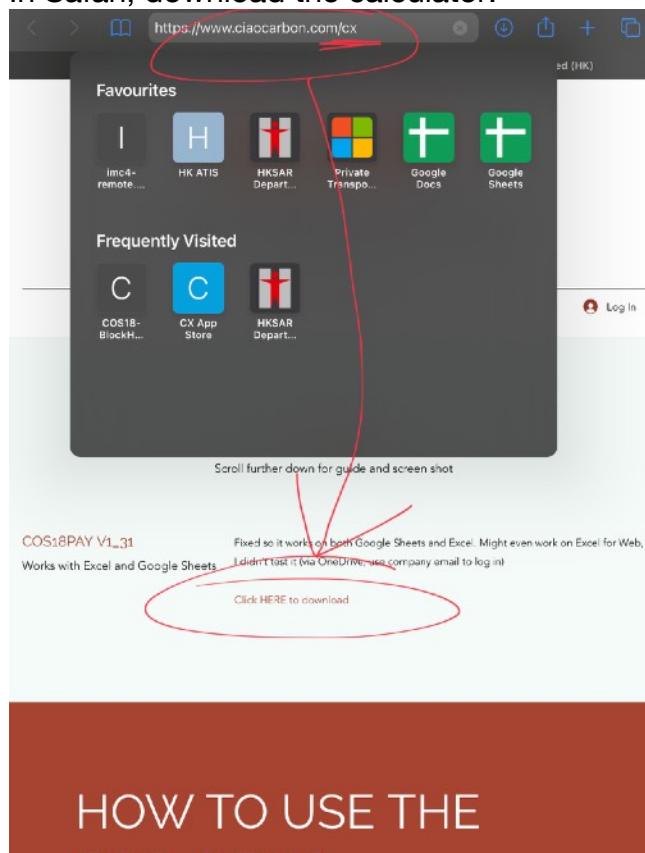 In Safari, download the calculator:
https://www.ciaocarbon.com/cx
ed (HK)
Favourites
I H
imc4-remote.... HK ATIS HKSAR Depart... Private Transpo... Google Docs Google Sheets
Frequently Visited
C C
COS18-BlockH... CX App Store HKSAR Depart...
Log In
Scroll further down for guide and screen shot
COS18PAY V1_31
Works with Excel and Google Sheets
Fixed so it works on both Google Sheets and Excel. Might even work on Excel for Web,
I didn't test it (via OneDrive, use company email to log in)
Click HERE to download
HOW TO USE THE